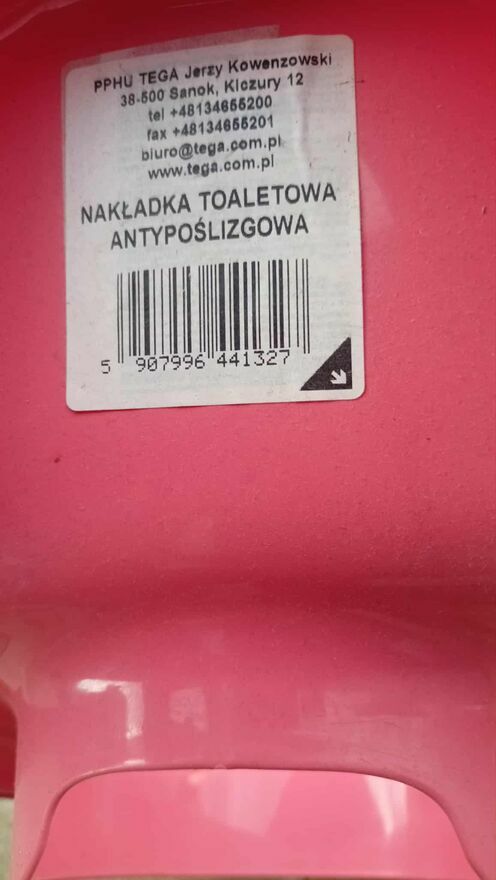 PPHU TEGA Jerzy Kowenzowski
38-500 Sanok, Kiczury 12
tel +48134655200
fax +48134655201
biuro@tega.com.pl
www.tega.com.pl
NAKŁADKA TOALETOWA
ANTYPOŚLIZGOWA
5 907996 441327